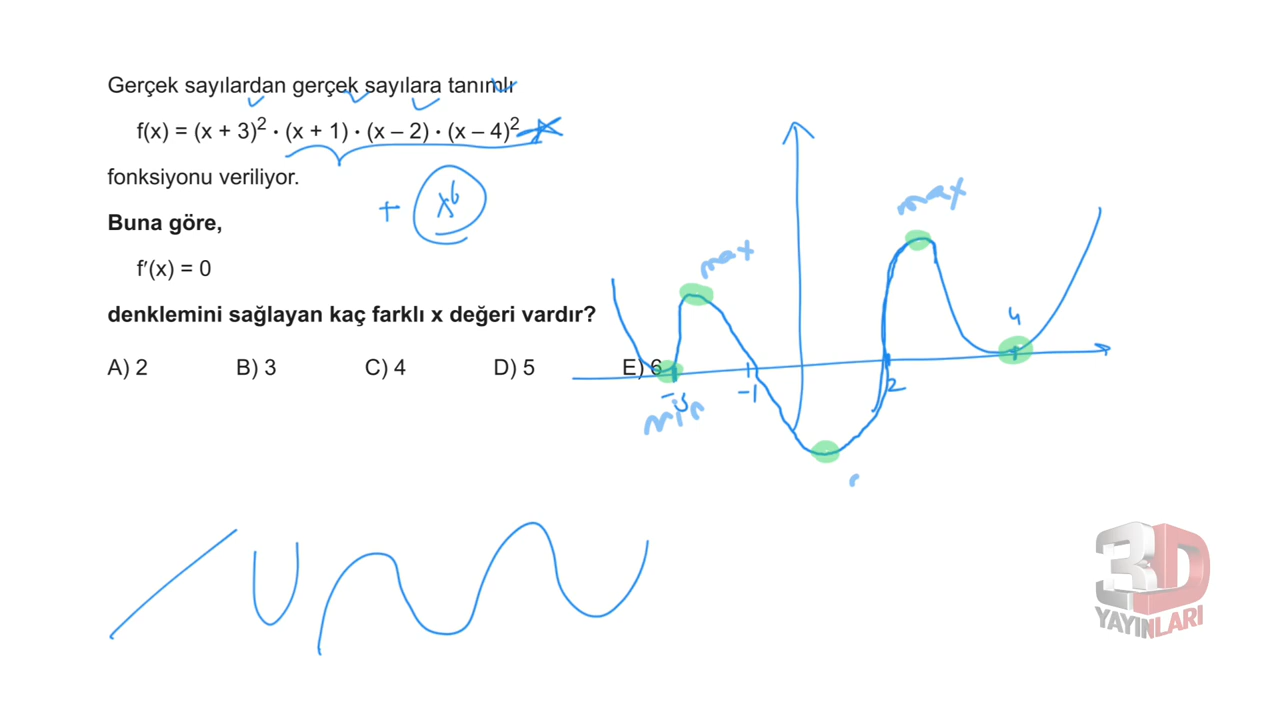 Gerçek sayılardan gerçek sayılara tanımlı
f(x) = (x + 3)² · (x + 1) · (x – 2) · (x – 4)²
fonksiyonu veriliyor.
+ x⁶
Buna göre,
f′(x) = 0
denklemini sağlayan kaç farklı x değeri vardır?
A) 2 B) 3 C) 4 D) 5 E) 6
max
max
4
-3
-1
2
min
3D
YAYINLARI